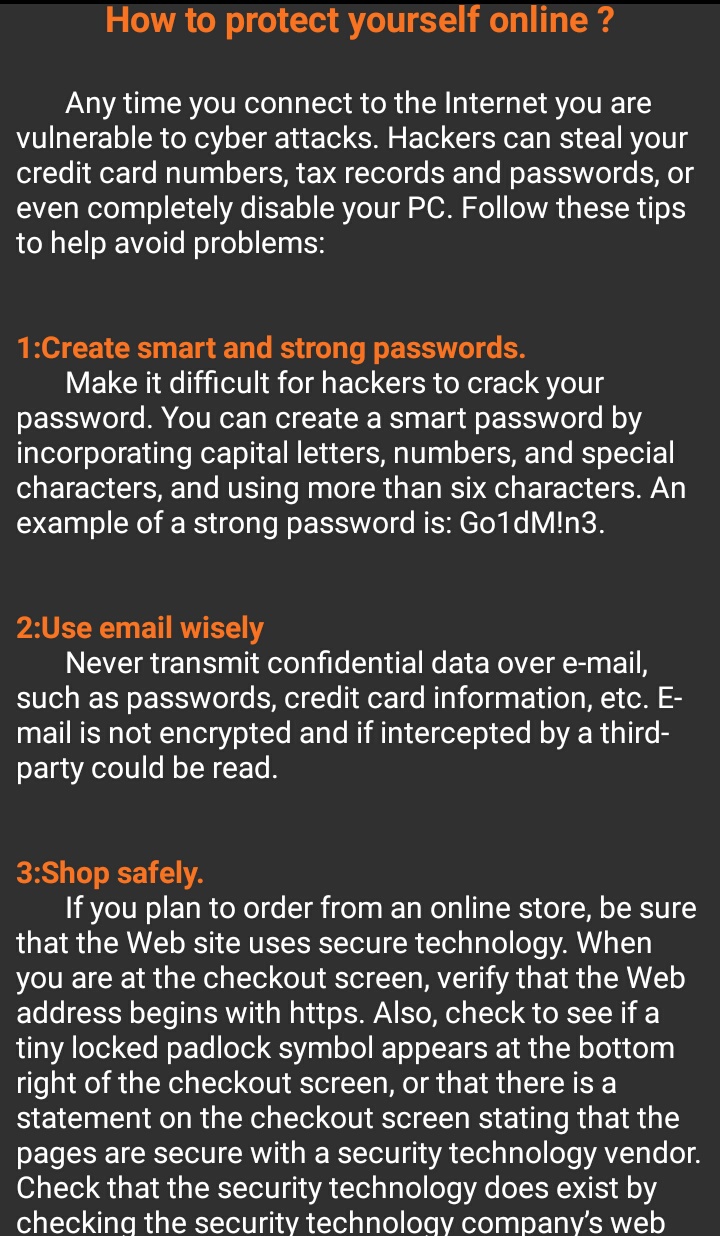 How to protect yourself online ?
Any time you connect to the Internet you are
vulnerable to cyber attacks. Hackers can steal your
credit card numbers, tax records and passwords, or
even completely disable your PC. Follow these tips
to help avoid problems:
1:Create smart and strong passwords.
Make it difficult for hackers to crack your
password. You can create a smart password by
incorporating capital letters, numbers, and special
characters, and using more than six characters. An
example of a strong password is: Go1dM!n3.
2:Use email wisely
Never transmit confidential data over e-mail,
such as passwords, credit card information, etc. E-
mail is not encrypted and if intercepted by a third-
party could be read.
3:Shop safely.
If you plan to order from an online store, be sure
that the Web site uses secure technology. When
you are at the checkout screen, verify that the Web
address begins with https. Also, check to see if a
tiny locked padlock symbol appears at the bottom
right of the checkout screen, or that there is a
statement on the checkout screen stating that the
pages are secure with a security technology vendor.
Check that the security technology does exist by
checking the security technology company’s web